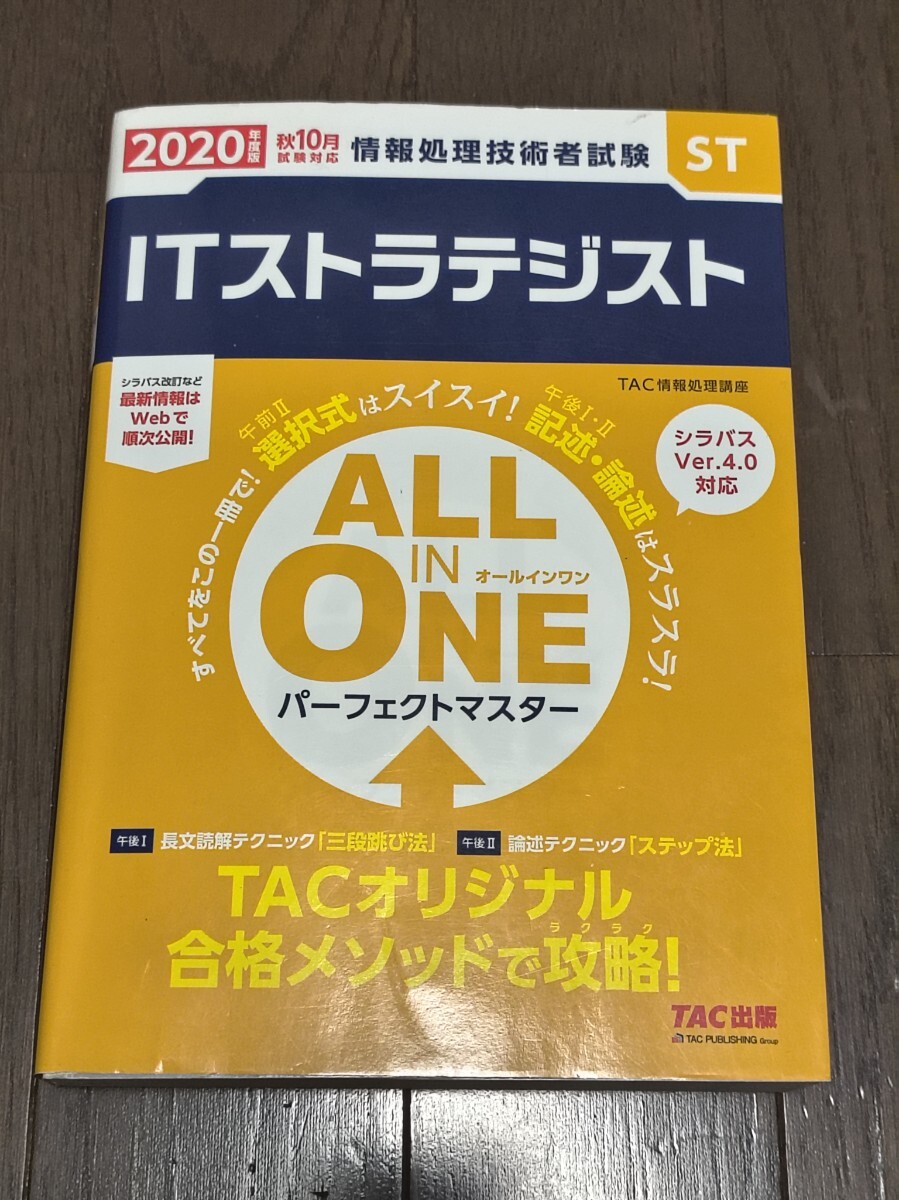 2020年度版
秋10月
試験対応
情報処理技術者試験
ST
ITストラテジスト
TAC情報処理講座
シラバス改訂など
最新情報は
Webで
順次公開!
すべてをこの一冊で!
午前Ⅱ
選択式はスイスイ!
午後Ⅰ・Ⅱ
記述・論述はスラスラ!
シラバス
Ver.4.0
対応
ALL
IN
オールインワン
ONE
パーフェクトマスター
午後Ⅰ 長文読解テクニック「三段跳び法」 午後Ⅱ 論述テクニック「ステップ法」
TACオリジナル
ラクラク
合格メソッドで攻略!
TAC出版
TAC PUBLISHING Group